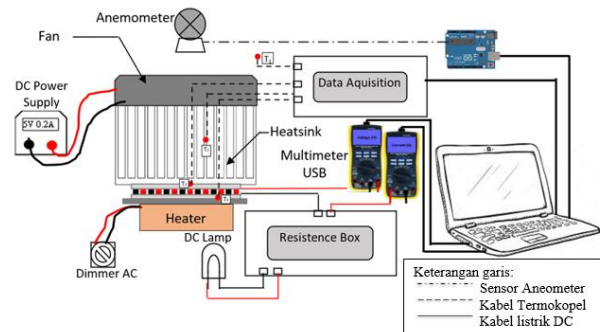 Anemometer
Fan
DC Power
Supply
5V 0.2A
Data Aquisition
Heatsink
Multimeter
USB
Heater
DC Lamp
Resistence Box
Dimmer AC
Keterangan garis:
Sensor Aneometer
Kabel Termokopel
Kabel listrik DC